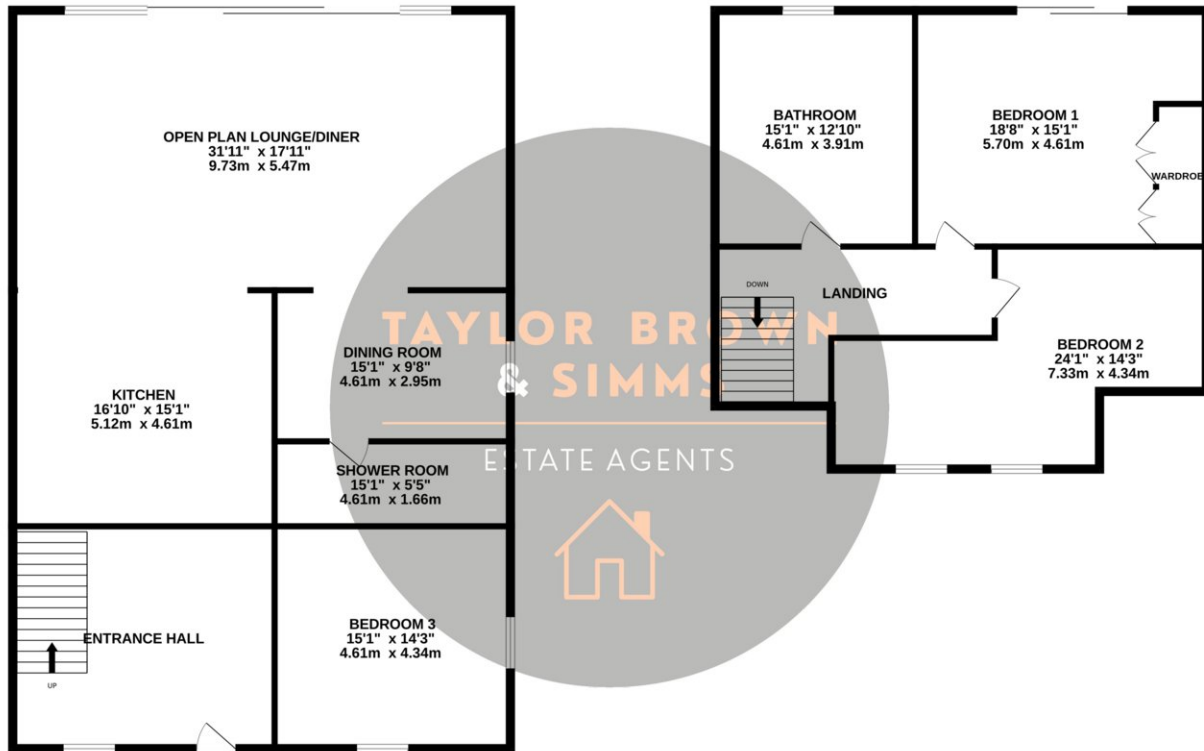 OPEN PLAN LOUNGE/DINER
31'11" x 17'11"
9.73m x 5.47m
KITCHEN
16'10" x 15'1"
5.12m x 4.61m
DINING ROOM
15'1" x 9'8"
4.61m x 2.95m
SHOWER ROOM
15'1" x 5'5"
4.61m x 1.66m
ENTRANCE HALL
UP
BEDROOM 3
15'1" x 14'3"
4.61m x 4.34m
BATHROOM
15'1" x 12'10"
4.61m x 3.91m
BEDROOM 1
18'8" x 15'1"
5.70m x 4.61m
WARDROB
DOWN
LANDING
BEDROOM 2
24'1" x 14'3"
7.33m x 4.34m
TAYLOR BROWN
& SIMMS
ESTATE AGENTS